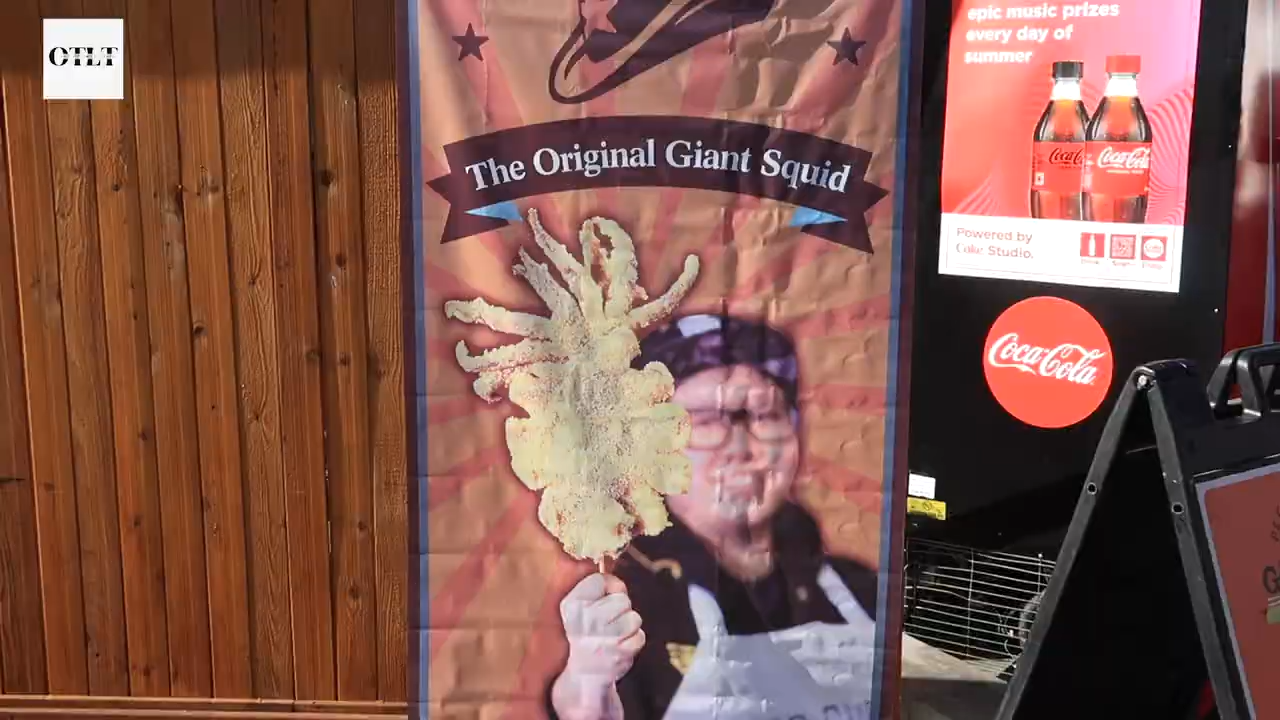 OTLT
The Original Giant Squid
epic music prizes
every day of
summer
Coca-Cola
Coca-Cola
Powered by
Coke Studio.
Coca-Cola